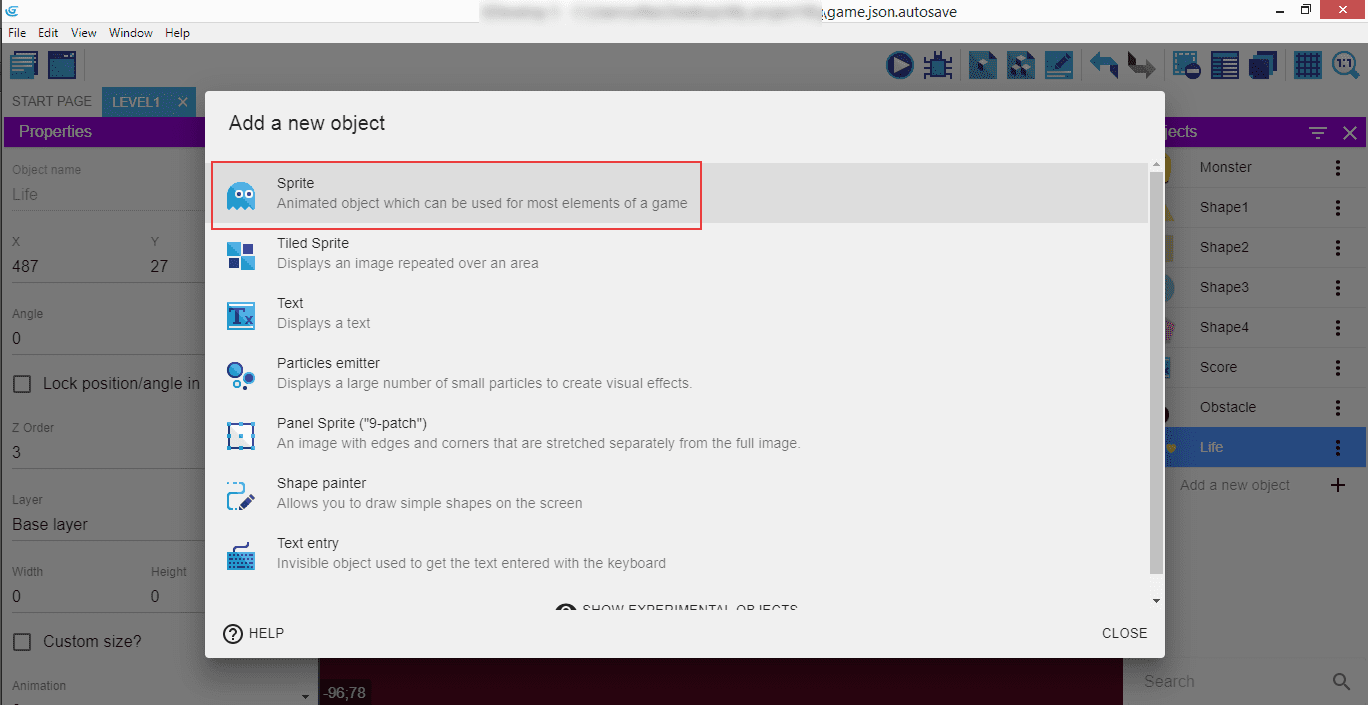 \game.json.autosave
File Edit View Window Help
START PAGE LEVEL1
Properties
Object name
Life
X Y
487 27
Angle
0
Lock position/angle in
Z Order
3
Layer
Base layer
Width Height
0 0
Custom size?
Animation
Add a new object
Sprite
Animated object which can be used for most elements of a game
Tiled Sprite
Displays an image repeated over an area
Text
Displays a text
Particles emitter
Displays a large number of small particles to create visual effects.
Panel Sprite ("9-patch")
An image with edges and corners that are stretched separately from the full image.
Shape painter
Allows you to draw simple shapes on the screen
Text entry
Invisible object used to get the text entered with the keyboard
SHOW EXPERIMENTAL OBJECTS
HELP
CLOSE
-96;78
1:1
jects
Monster
Shape1
Shape2
Shape3
Shape4
Score
Obstacle
Life
Add a new object
Search